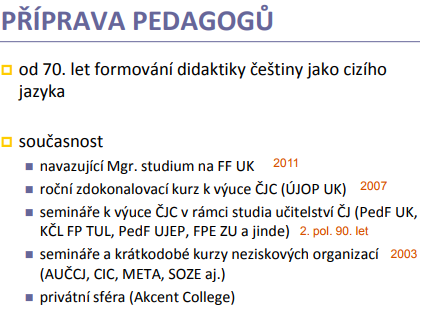 PŘÍPRAVA PEDAGOGŮ
od 70. let formování didaktiky češtiny jako cizího
jazyka
současnost
navazující Mgr. studium na FF UK 2011
roční zdokonalovací kurz k výuce ČJC (ÚJOP UK) 2007
semináře k výuce ČJC v rámci studia učitelství ČJ (PedF UK,
KČL FP TUL, PedF UJEP, FPE ZU a jinde) 2. pol. 90. let
semináře a krátkodobé kurzy neziskových organizací 2003
(AUČCJ, CIC, META, SOZE aj.)
privátní sféra (Akcent College)